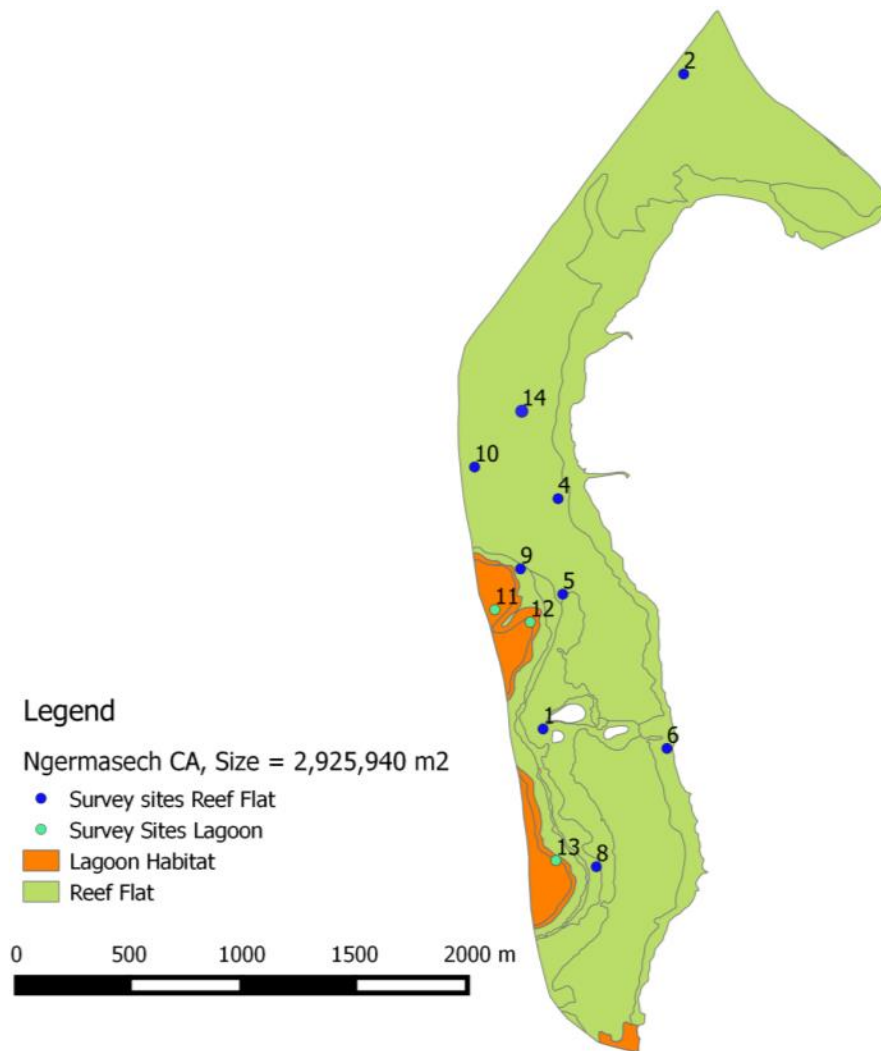 2
14
10
4
9
5
11
12
1
6
13
8
Legend
Ngermasech CA, Size = 2,925,940 m2
Survey sites Reef Flat
Survey Sites Lagoon
Lagoon Habitat
Reef Flat
0 500 1000 1500 2000 m